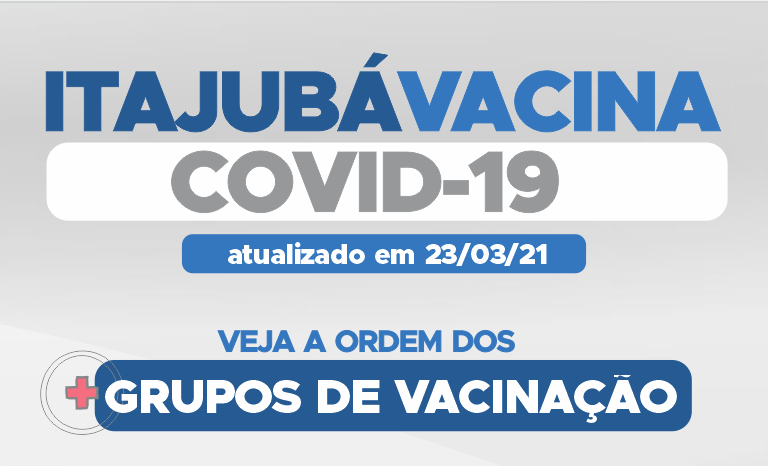 ITAJUBÁVACINA
COVID-19
atualizado em 23/03/21
VEJA A ORDEM DOS
GRUPOS DE VACINAÇÃO